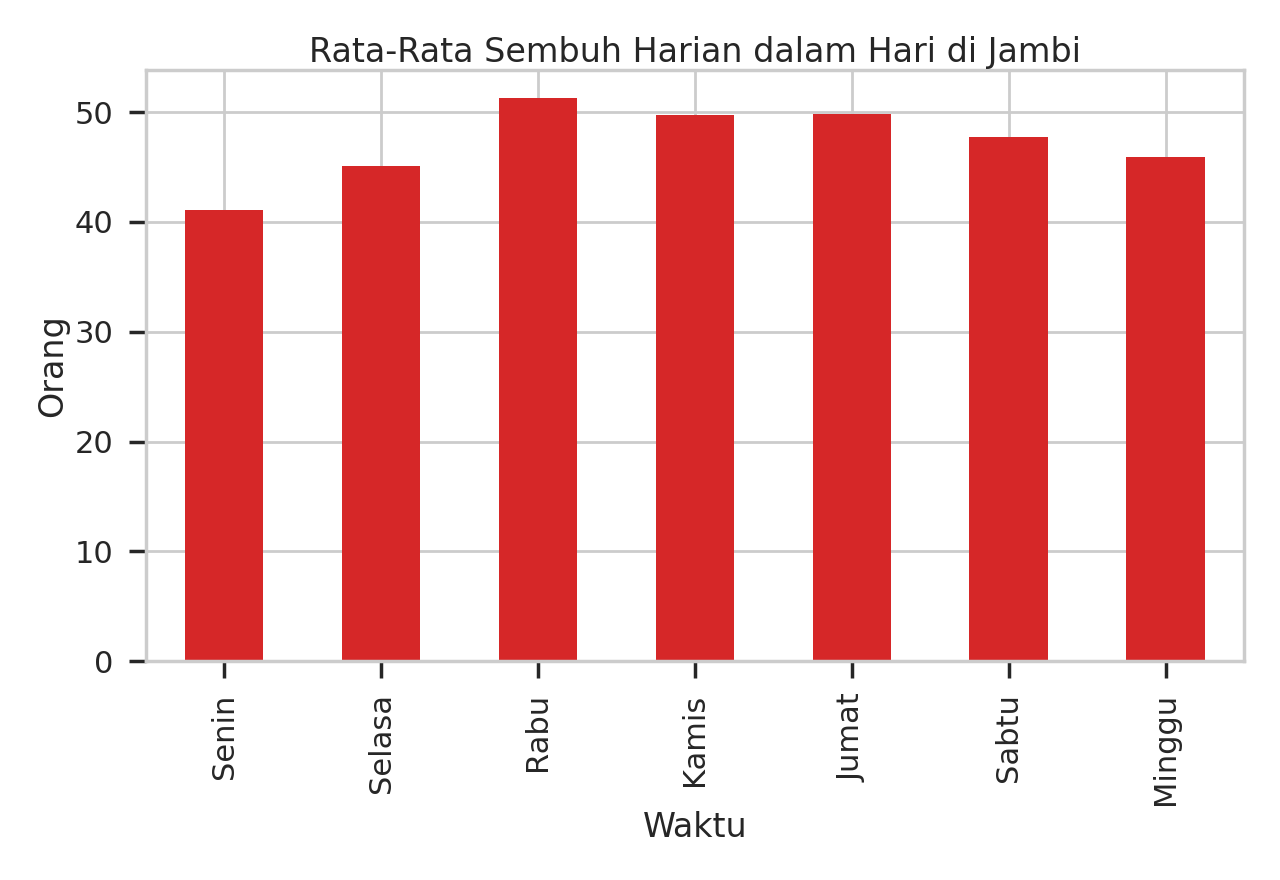 Rata-Rata Sembuh Harian dalam Hari di Jambi
Orang
50
40
30
20
10
0
Senin
Selasa
Rabu
Kamis
Jumat
Sabtu
Minggu
Waktu